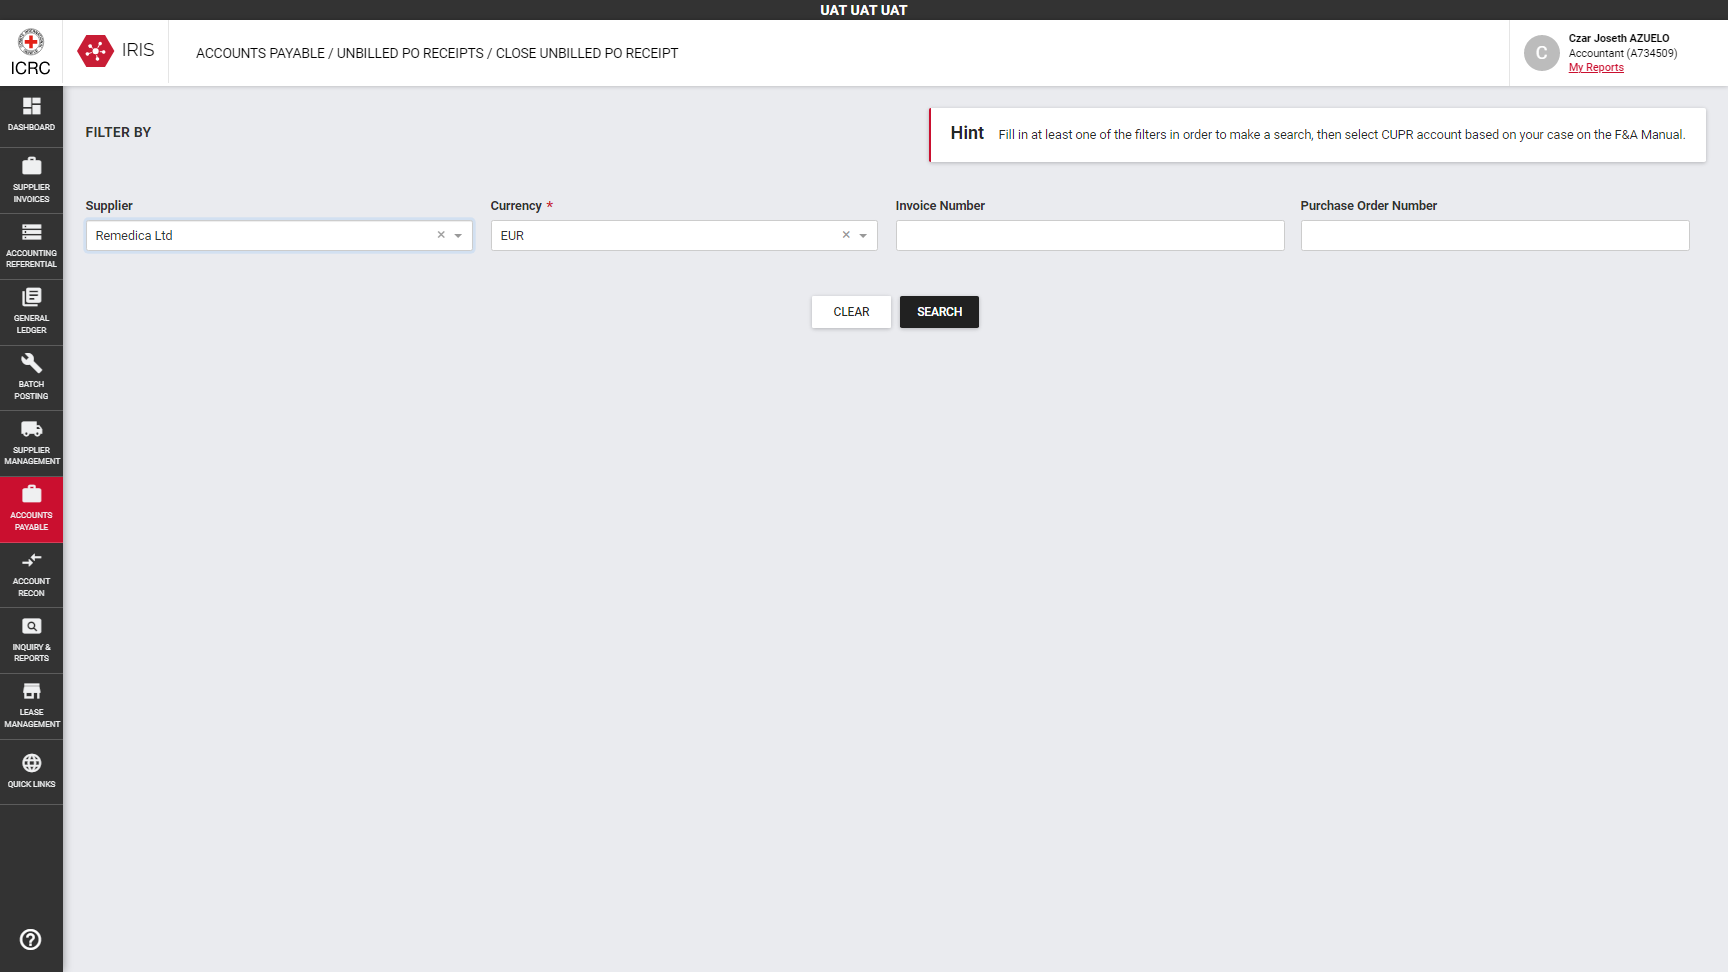 UAT UAT UAT
ICRC
IRIS
ACCOUNTS PAYABLE / UNBILLED PO RECEIPTS / CLOSE UNBILLED PO RECEIPT
C
Czar Joseth AZUELO
Accountant (A734509)
My Reports
DASHBOARD
SUPPLIER
INVOICES
ACCOUNTING
REFERENTIAL
GENERAL
LEDGER
BATCH
POSTING
SUPPLIER
MANAGEMENT
ACCOUNTS
PAYABLE
ACCOUNT
RECON
INQUIRY &
REPORTS
LEASE
MANAGEMENT
QUICK LINKS
FILTER BY
Hint Fill in at least one of the filters in order to make a search, then select CUPR account based on your case on the F&A Manual.
Supplier
Remedica Ltd
Currency *
EUR
Invoice Number
Purchase Order Number
CLEAR
SEARCH